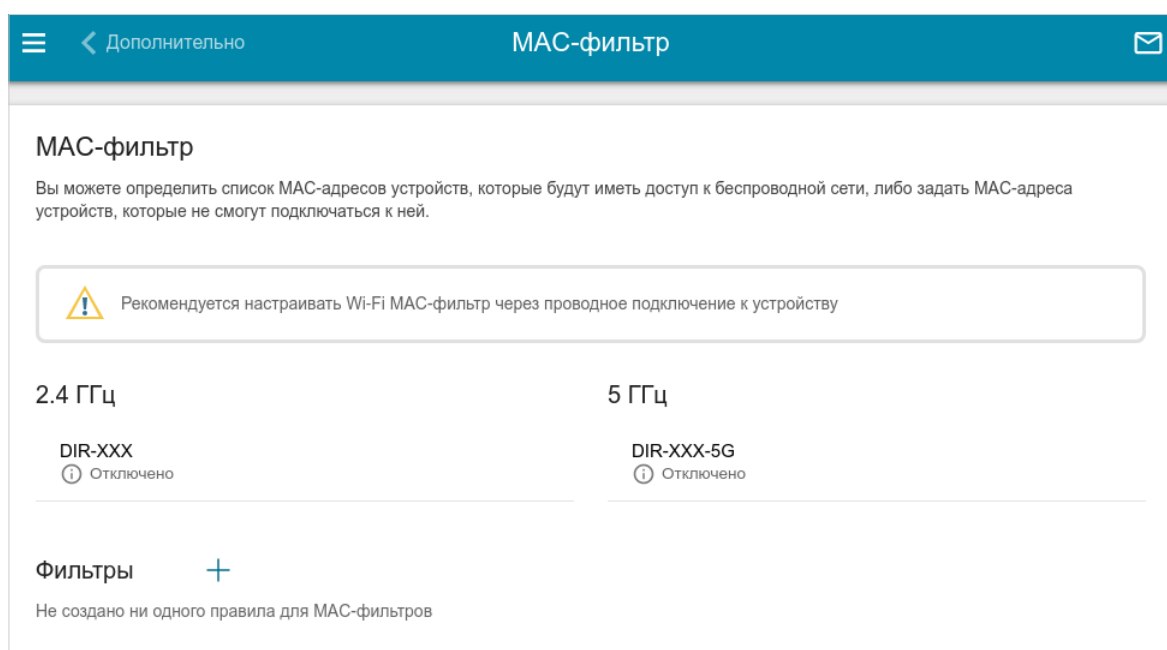 Дополнительно
MAC-фильтр
MAC-фильтр
Вы можете определить список MAC-адресов устройств, которые будут иметь доступ к беспроводной сети, либо задать MAC-адреса
устройств, которые не смогут подключаться к ней.
Рекомендуется настраивать Wi-Fi MAC-фильтр через проводное подключение к устройству
2.4 ГГц
DIR-XXX
Отключено
5 ГГц
DIR-XXX-5G
Отключено
Фильтры
Не создано ни одного правила для MAC-фильтров